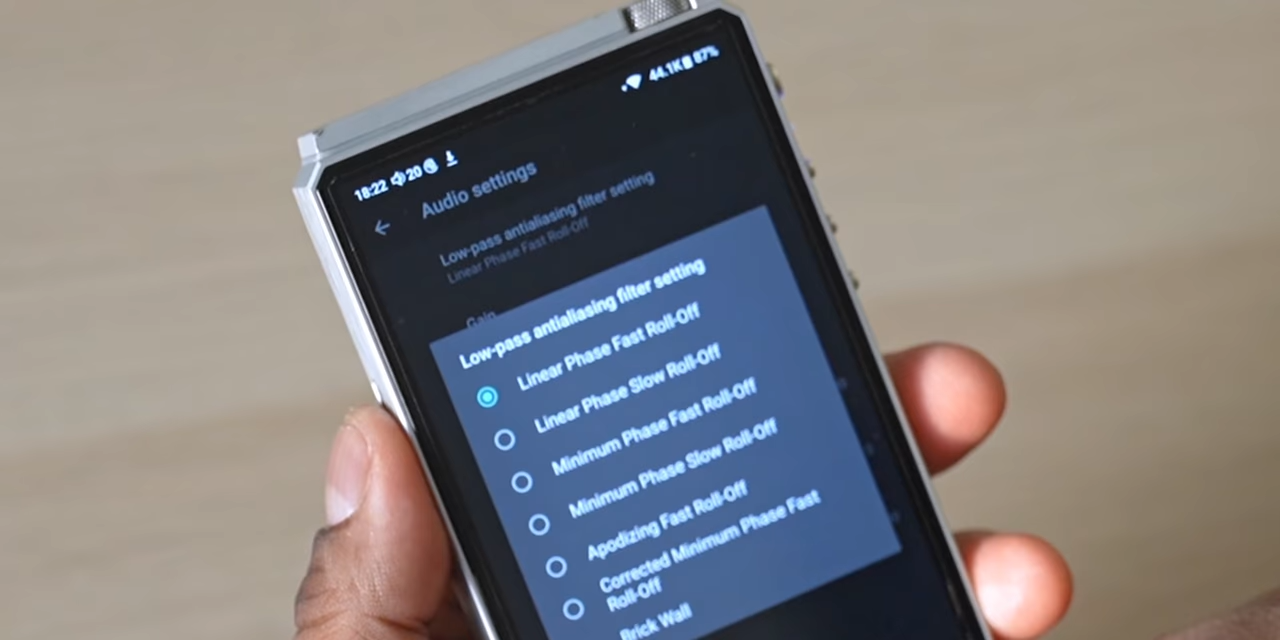 18:22 20 44.1K 87%
Audio settings
Low-pass antialiasing filter setting
Linear Phase Fast Roll-Off
Gain
Low-pass antialiasing filter setting
Linear Phase Fast Roll-Off
Linear Phase Slow Roll-Off
Minimum Phase Fast Roll-Off
Minimum Phase Slow Roll-Off
Apodizing Fast Roll-Off
Corrected Minimum Phase Fast
Roll-Off
Brick Wall